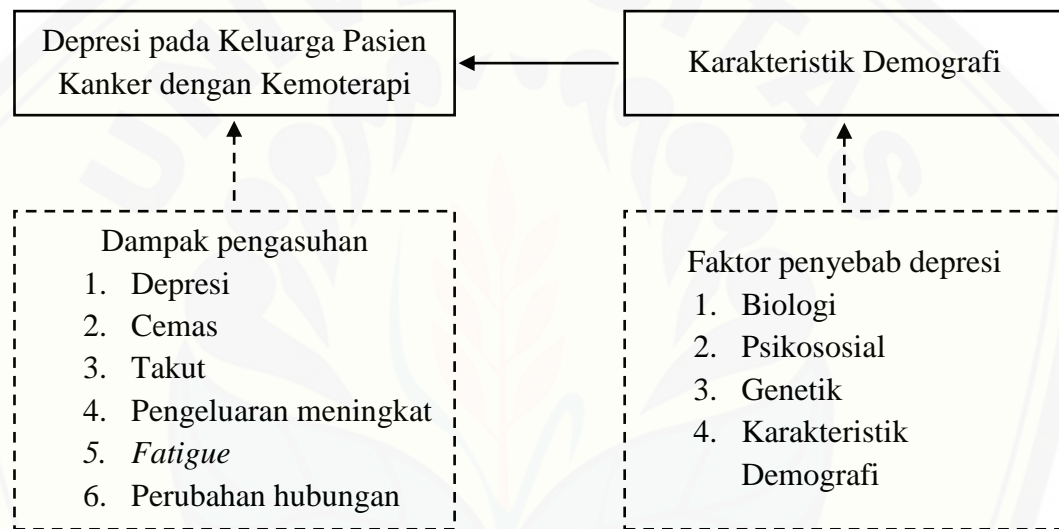 Depresi pada Keluarga Pasien
Kanker dengan Kemoterapi
Karakteristik Demografi
Dampak pengasuhan
1. Depresi
2. Cemas
3. Takut
4. Pengeluaran meningkat
5. Fatigue
6. Perubahan hubungan
Faktor penyebab depresi
1. Biologi
2. Psikososial
3. Genetik
4. Karakteristik
Demografi
UNIVERSITAS